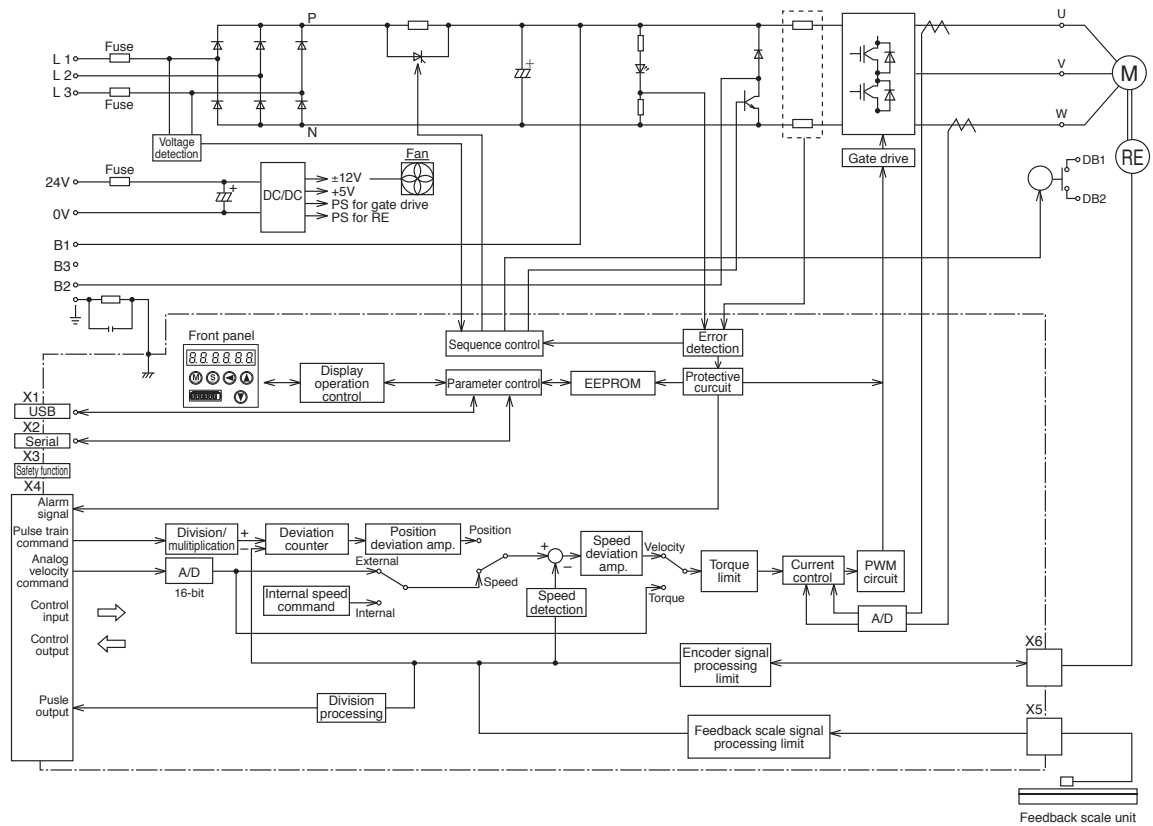 P
U
Fuse
L 1
L 2
V
M
L 3
Fuse
W
N
Voltage
detection
Gate drive
RE
DB1
DB2
Fuse
Fan
24V
±12V
+5V
DC/DC
PS for gate drive
PS for RE
0V
B1
B3
B2
Front panel
8.8.8.8.8.8.
M S
Sequence control
Error
detection
Display
operation
control
Parameter control
EEPROM
Protective
curcuit
X1
USB
X2
Serial
X3
Safety function
X4
Alarm
signal
Pulse train
command
Division/
mulitiplication
+
−
Deviation
counter
Position
deviation amp.
Position
Analog
velocity
command
A/D
16-bit
External
Internal speed
command
Internal
Speed
+
−
Speed
deviation
amp.
Speed
detection
Velocity
Torque
Torque
limit
Current
control
PWM
circuit
A/D
Control
input
Control
output
Encoder signal
processing
limit
X6
Pusle
output
Division
processing
Feedback scale signal
processing limit
X5
Feedback scale unit